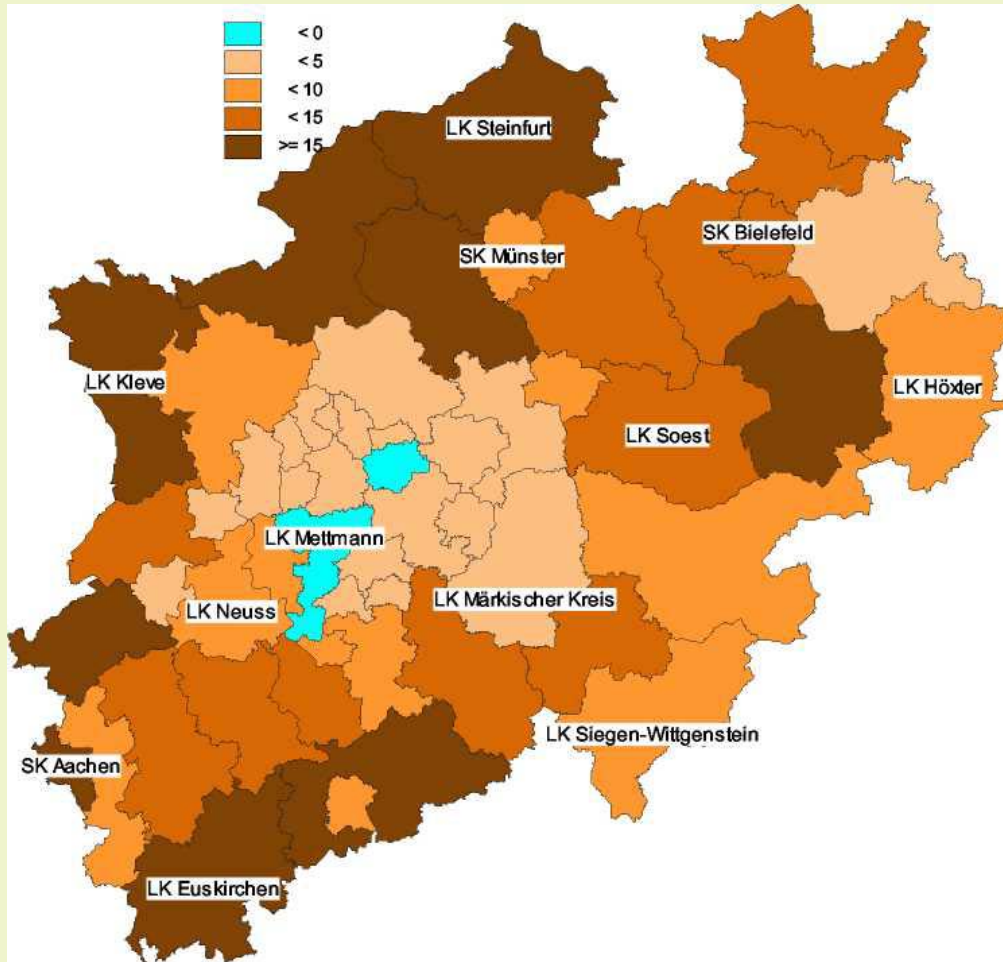 < 0
< 5
< 10
< 15
>= 15
LK Steinfurt
SK Bielefeld
SK Münster
LK Kleve
LK Höxter
LK Soest
LK Mettmann
LK Märkischer Kreis
LK Neuss
LK Siegen-Wittgenstein
SK Aachen
LK Euskirchen